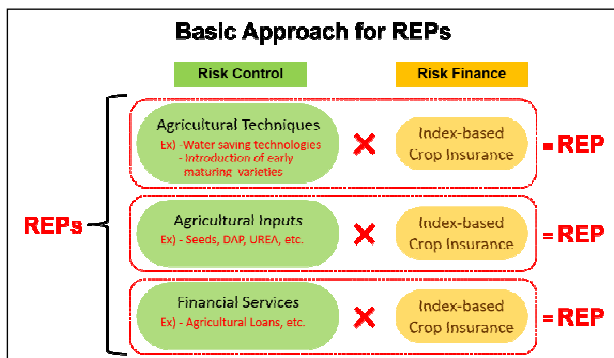 Basic Approach for REPs
Risk Control
Risk Finance
REPs
Agricultural Techniques
Ex) -Water saving technologies
- Introduction of early
maturing varieties
×
Index-based
Crop Insurance
=REP
Agricultural Inputs
Ex) - Seeds, DAP, UREA, etc.
×
Index-based
Crop Insurance
=REP
Financial Services
Ex) - Agricultural Loans, etc.
×
Index-based
Crop Insurance
=REP